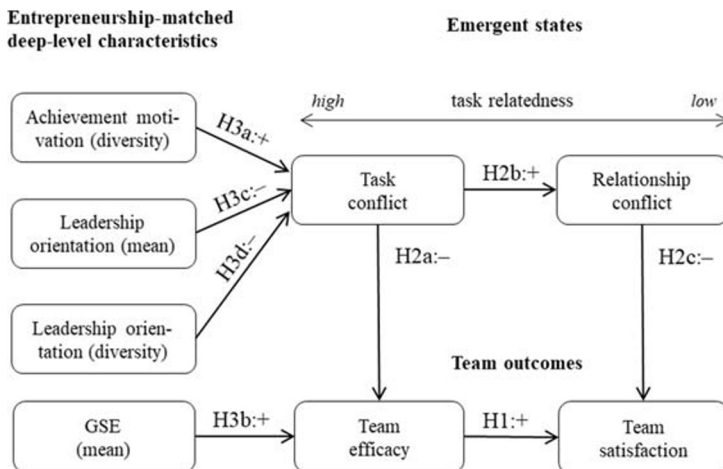 Entrepreneurship-matched
deep-level characteristics
Emergent states
high
task relatedness
low
Achievement moti-
vation (diversity)
H3a:+
Task
conflict
H2b:+
Relationship
conflict
Leadership
orientation (mean)
H3c:–
H3d:–
H2a:–
H2c:–
Leadership orien-
tation (diversity)
Team outcomes
GSE
(mean)
H3b:+
Team
efficacy
H1:+
Team
satisfaction